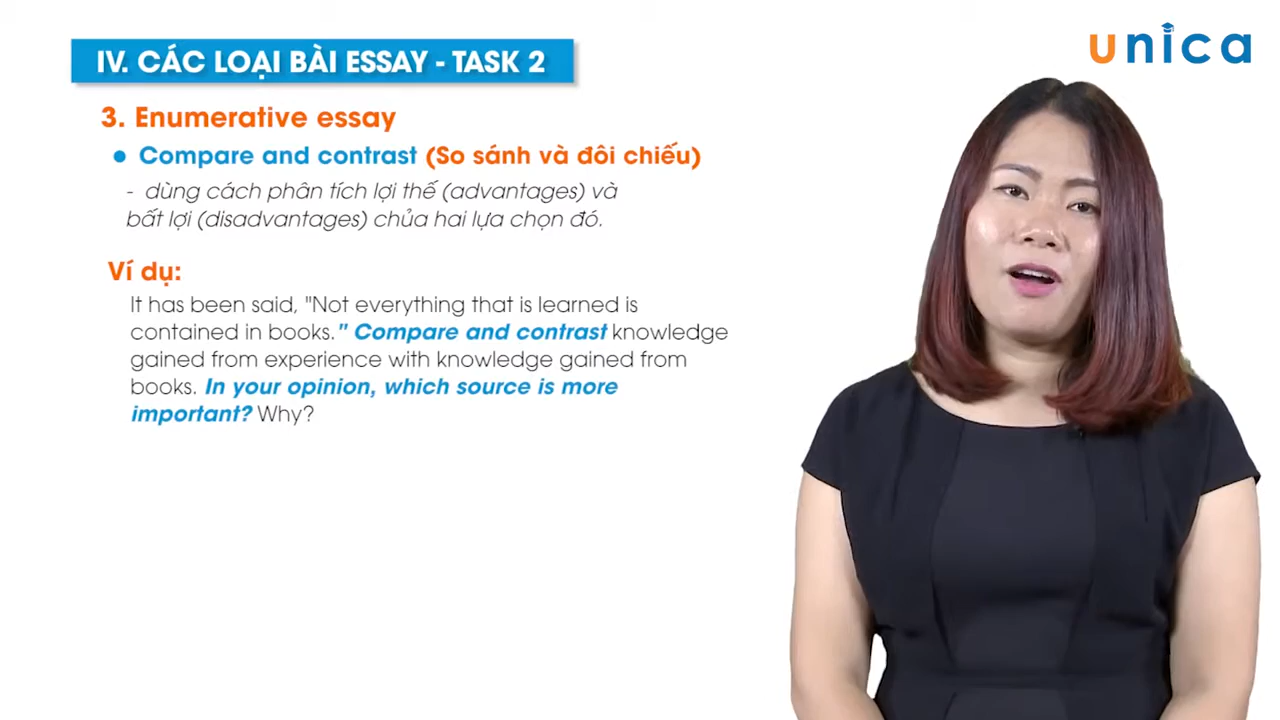 unica
IV. CÁC LOẠI BÀI ESSAY - TASK 2
3. Enumerative essay
● Compare and contrast (So sánh và đôi chiếu)
- dùng cách phân tích lợi thế (advantages) và
bất lợi (disadvantages) chủa hai lựa chọn đó.
Ví dụ:
It has been said, "Not everything that is learned is
contained in books." Compare and contrast knowledge
gained from experience with knowledge gained from
books. In your opinion, which source is more
important? Why?